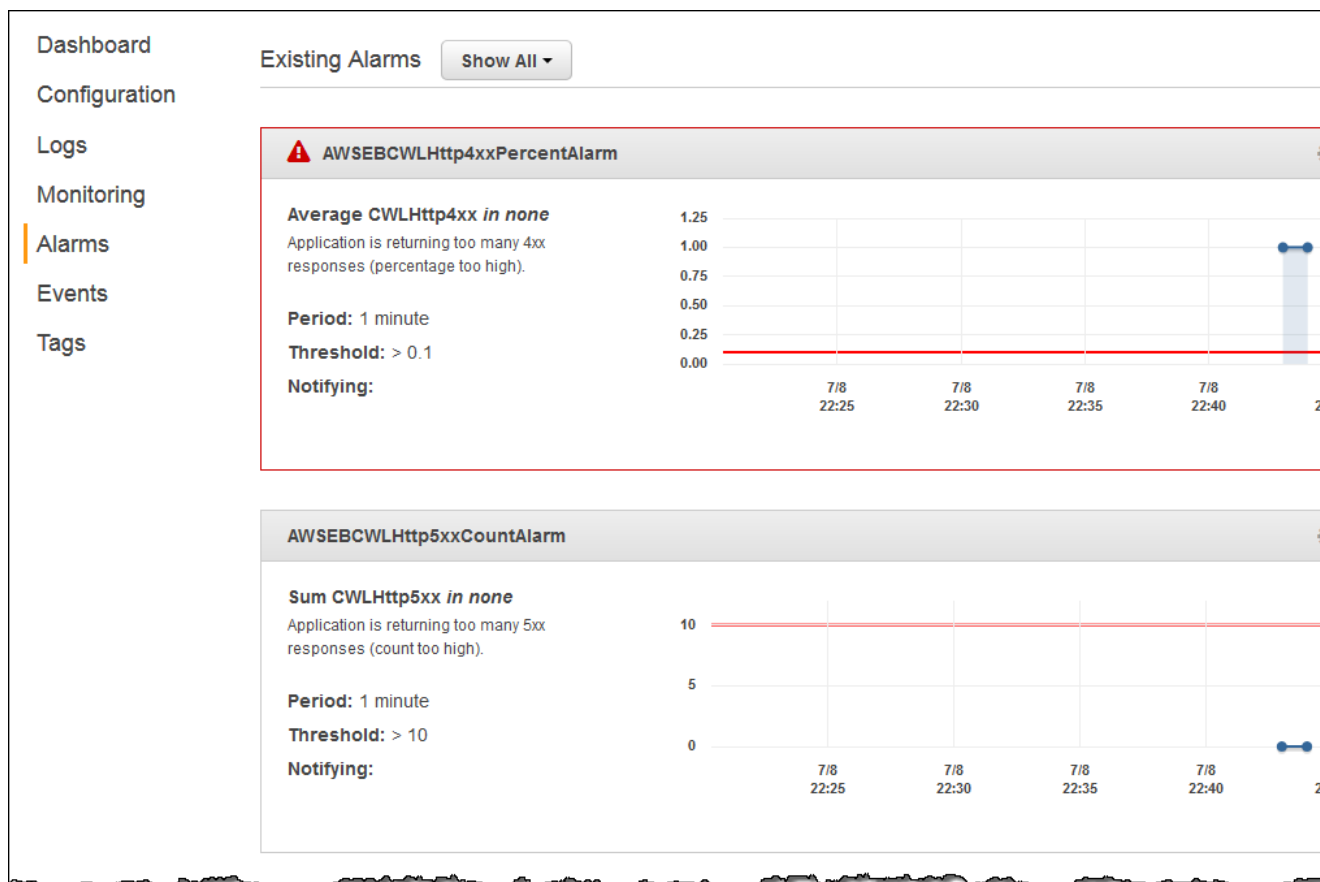 Dashboard
Configuration
Logs
Monitoring
Alarms
Events
Tags
Existing Alarms
Show All
AWSEBCWLHttp4xxPercentAlarm
Average CWLHttp4xx in none
Application is returning too many 4xx
responses (percentage too high).
Period: 1 minute
Threshold: > 0.1
Notifying:
1.25
1.00
0.75
0.50
0.25
0.00
7/8 7/8 7/8 7/8
22:25 22:30 22:35 22:40 2
AWSEBCWLHttp5xxCountAlarm
Sum CWLHttp5xx in none
Application is returning too many 5xx
responses (count too high).
Period: 1 minute
Threshold: > 10
Notifying:
10
5
0
7/8 7/8 7/8 7/8
22:25 22:30 22:35 22:40 2